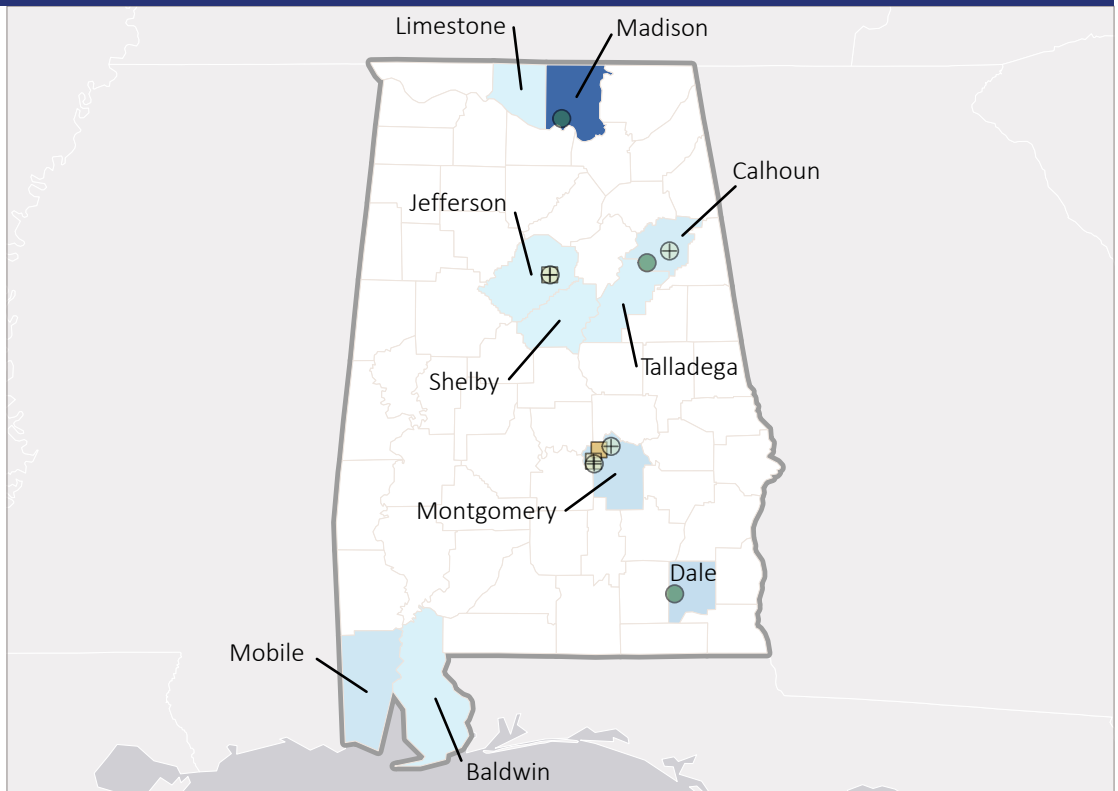 Limestone
Madison
Calhoun
Jefferson
Shelby
Talladega
Montgomery
Dale
Mobile
Baldwin